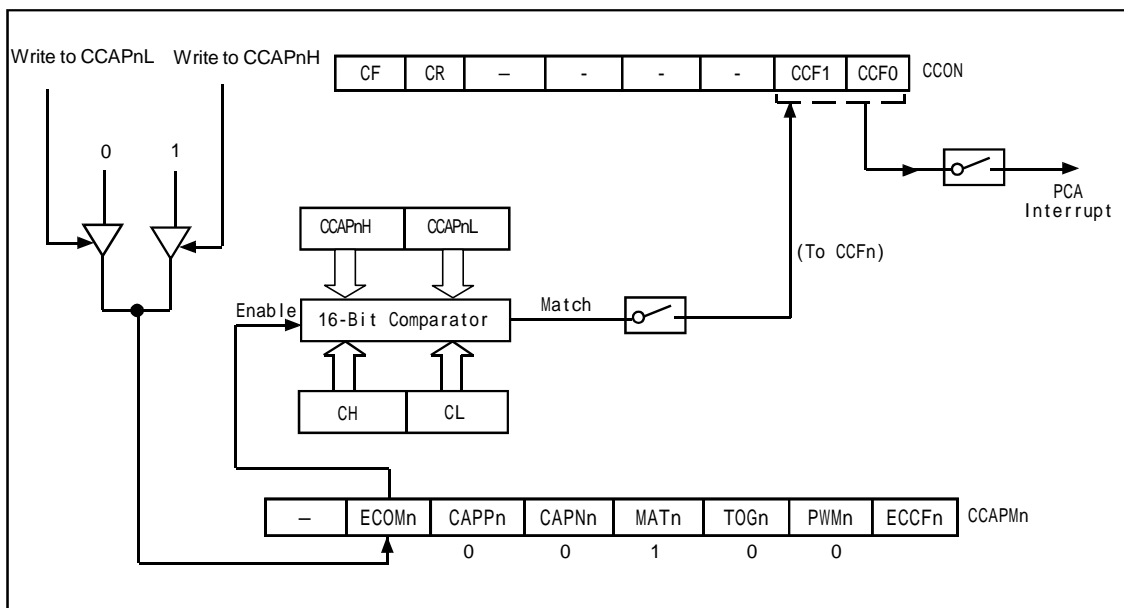 Write to CCAPnL Write to CCAPnH
CF CR – - - - CCF1 CCF0 CCON
0 1
PCA
Interrupt
CCAPnH CCAPnL
(To CCFn)
Enable 16-Bit Comparator Match
CH CL
– ECOMn CAPPn CAPNn MATn TOGn PWMn ECCFn CCAPMn
0 0 1 0 0